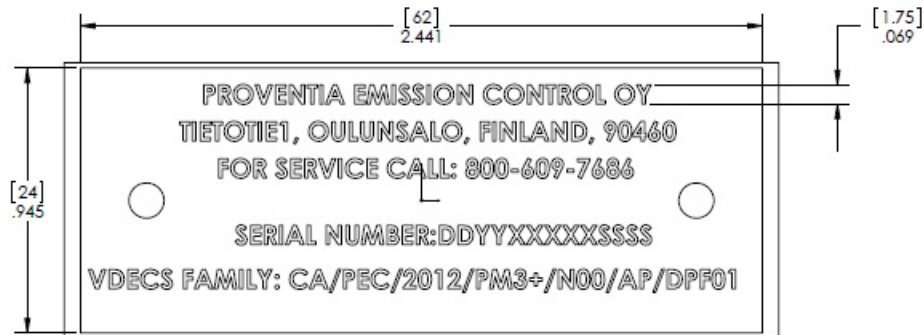 [62]
2.441
[1.75]
.069
PROVENTIA EMISSION CONTROL OY
TIETOTIE1, OULUNSALO, FINLAND, 90460
FOR SERVICE CALL: 800-609-7686
[24]
.945
SERIAL NUMBER:DDYYXXXXXSSSS
VDECS FAMILY: CA/PEC/2012/PM3+/N00/AP/DPF01